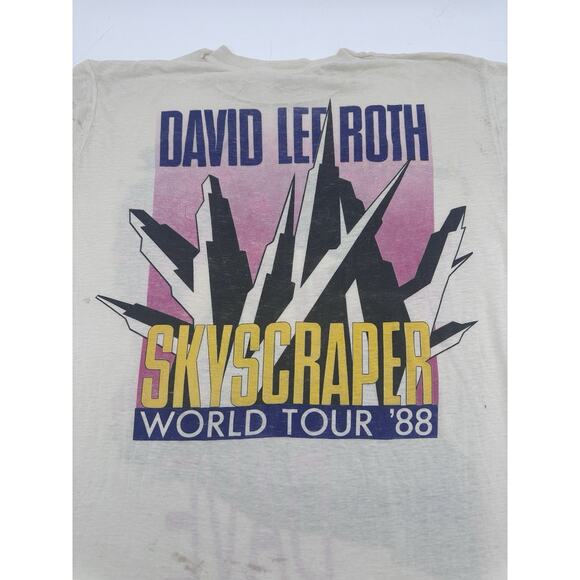 DAVID LEE ROTH
SKYSCRAPER
WORLD TOUR '88